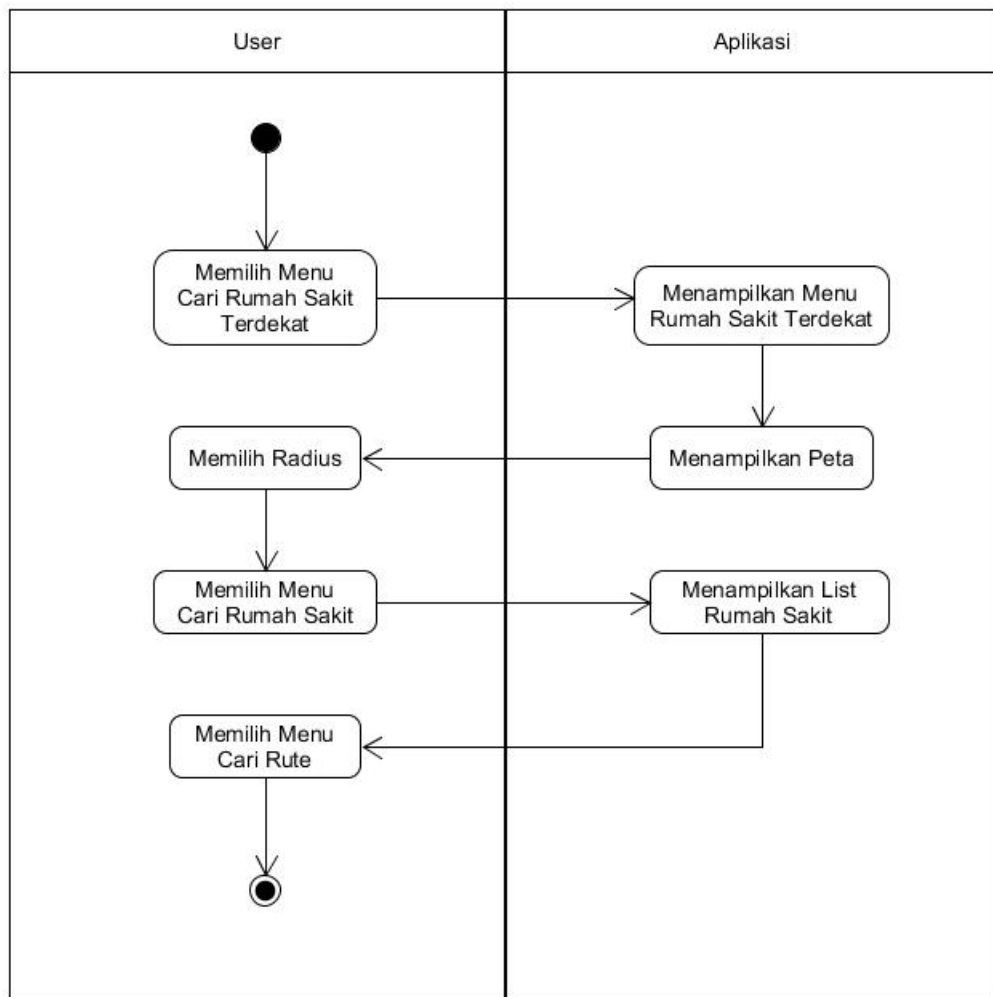 User
Aplikasi
Memilih Menu
Cari Rumah Sakit
Terdekat
Menampilkan Menu
Rumah Sakit Terdekat
Menampilkan Peta
Memilih Radius
Memilih Menu
Cari Rumah Sakit
Menampilkan List
Rumah Sakit
Memilih Menu
Cari Rute